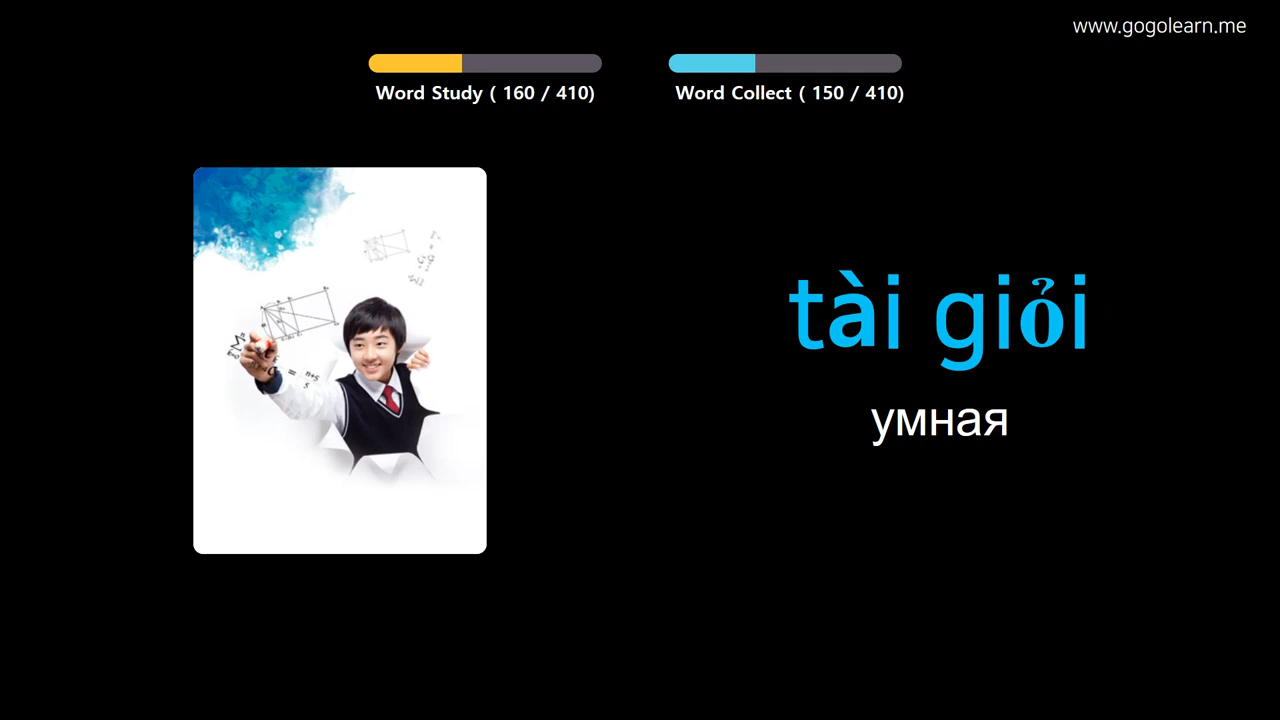 www.gogolearn.me
Word Study ( 160 / 410)
Word Collect ( 150 / 410)
tài giỏi
умная